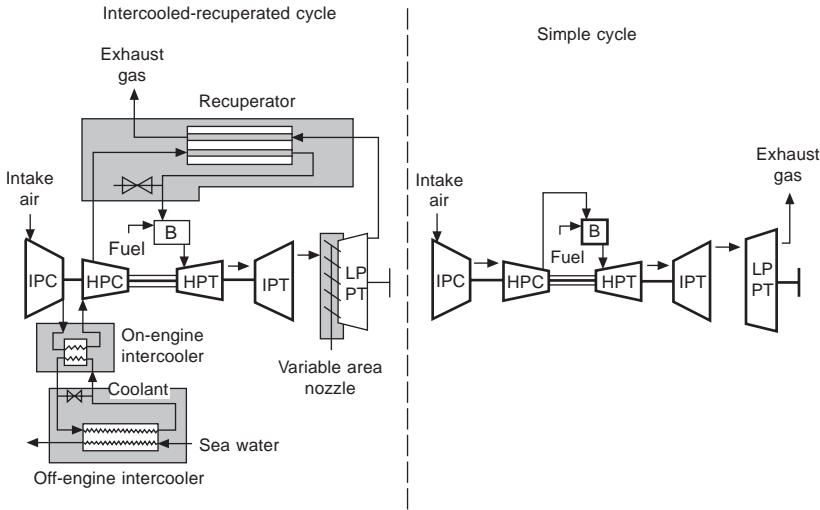 Intercooled-recuperated cycle
Exhaust
gas
Recuperator
Intake
air
B
Fuel
IPC
HPC
HPT
IPT
LP
PT
On-engine
intercooler
Variable area
nozzle
Coolant
Sea water
Off-engine intercooler
Simple cycle
Exhaust
gas
Intake
air
B
Fuel
IPC
HPC
HPT
IPT
LP
PT